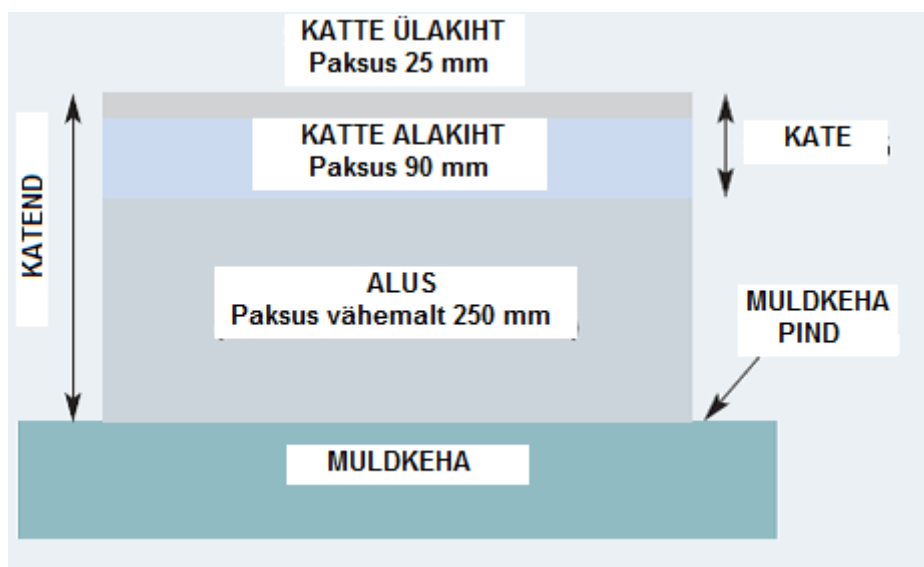 KATTE ÜLAKIHT
Paksus 25 mm
KATTE ALAKIHT
Paksus 90 mm
KATE
KATEND
ALUS
Paksus vähemalt 250 mm
MULDKEHA
PIND
MULDKEHA